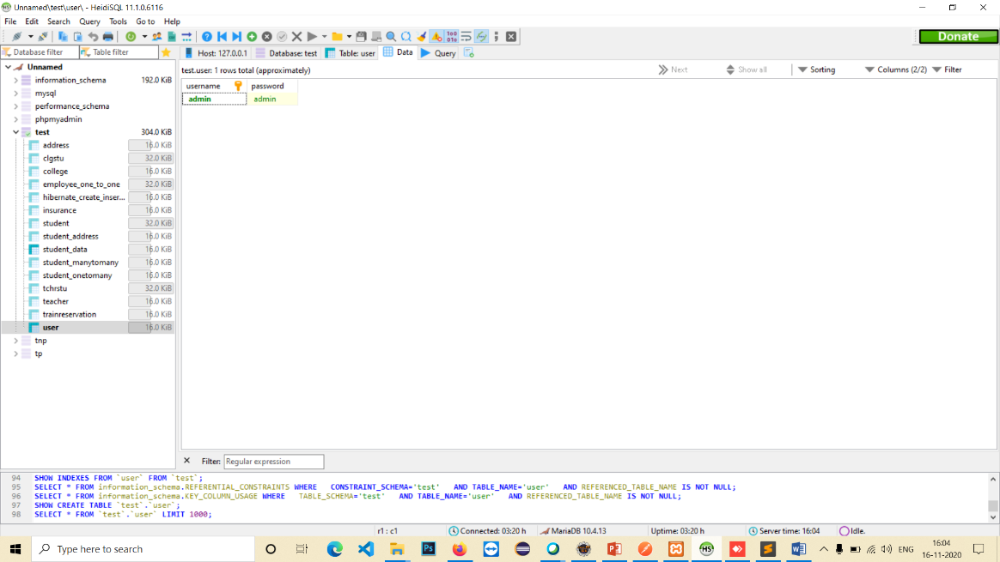 Unnamed\test\user\ - HeidiSQL 11.1.0.6116
File Edit Search Query Tools Go to Help
Donate
Database filter
Table filter
Host: 127.0.0.1
Database: test
Table: user
Data
Query
Unnamed
information_schema 192.0 KiB
mysql
performance_schema
phpmyadmin
test 304.0 KiB
address 16.0 KiB
clgstu 32.0 KiB
college 16.0 KiB
employee_one_to_one 32.0 KiB
hibernate_create_inser... 16.0 KiB
insurance 16.0 KiB
student 32.0 KiB
student_address 16.0 KiB
student_data 16.0 KiB
student_manytomany 16.0 KiB
student_onetomany 16.0 KiB
tchrstu 32.0 KiB
teacher 16.0 KiB
trainreservation 16.0 KiB
user 16.0 KiB
tnp
tp
test.user: 1 rows total (approximately)
Next
Show all
Sorting
Columns (2/2)
Filter
username password
admin admin
Filter: Regular expression
94 SHOW INDEXES FROM `user` FROM `test`;
95 SELECT * FROM information_schema.REFERENTIAL_CONSTRAINTS WHERE CONSTRAINT_SCHEMA='test' AND TABLE_NAME='user' AND REFERENCED_TABLE_NAME IS NOT NULL;
96 SELECT * FROM information_schema.KEY_COLUMN_USAGE WHERE TABLE_SCHEMA='test' AND TABLE_NAME='user' AND REFERENCED_TABLE_NAME IS NOT NULL;
97 SHOW CREATE TABLE `test`.`user`;
98 SELECT * FROM `test`.`user` LIMIT 1000;
r1 : c1
Connected: 03:20 h
MariaDB 10.4.13
Uptime: 03:20 h
Server time: 16:04
Idle.
Type here to search
ENG
16:04
16-11-2020